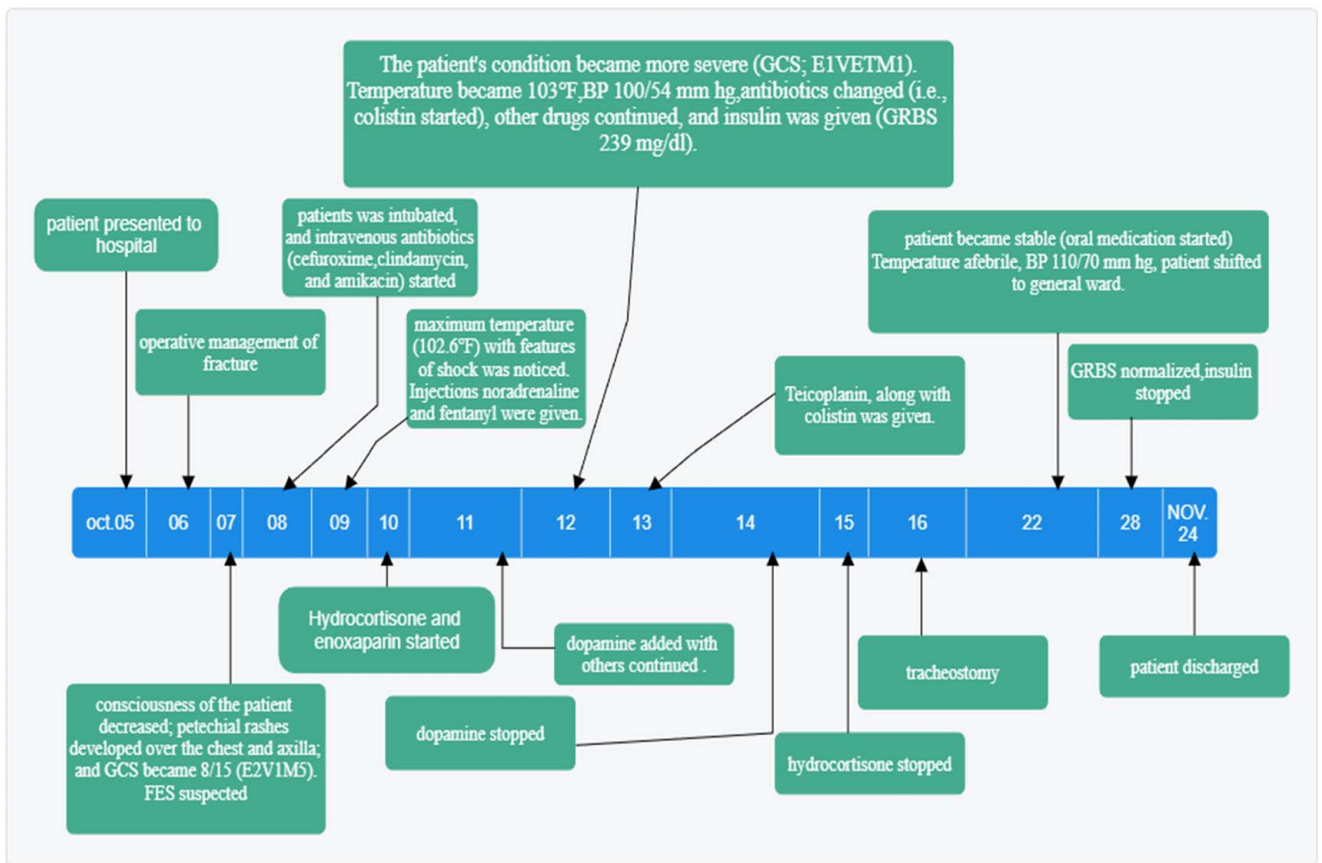 The patient's condition became more severe (GCS; E1VETM1).
Temperature became 103°F,BP 100/54 mm hg,antibiotics changed (i.e.,
colistin started), other drugs continued, and insulin was given (GRBS
239 mg/dl).
patient presented to
hospital
patients was intubated,
and intravenous antibiotics
(cefuroxime,clindamycin,
and amikacin) started
patient became stable (oral medication started)
Temperature afebrile, BP 110/70 mm hg, patient shifted
to general ward.
operative management of
fracture
maximum temperature
(102.6°F) with features
of shock was noticed.
Injections noradrenaline
and fentanyl were given.
Teicoplanin, along with
colistin was given.
GRBS normalized,insulin
stopped
oct.05
06
07
08
09
10
11
12
13
14
15
16
22
28
NOV.
24
Hydrocortisone and
enoxaparin started
dopamine added with
others continued .
tracheostomy
patient discharged
consciousness of the patient
decreased; petechial rashes
developed over the chest and axilla;
and GCS became 8/15 (E2V1M5).
FES suspected
dopamine stopped
hydrocortisone stopped